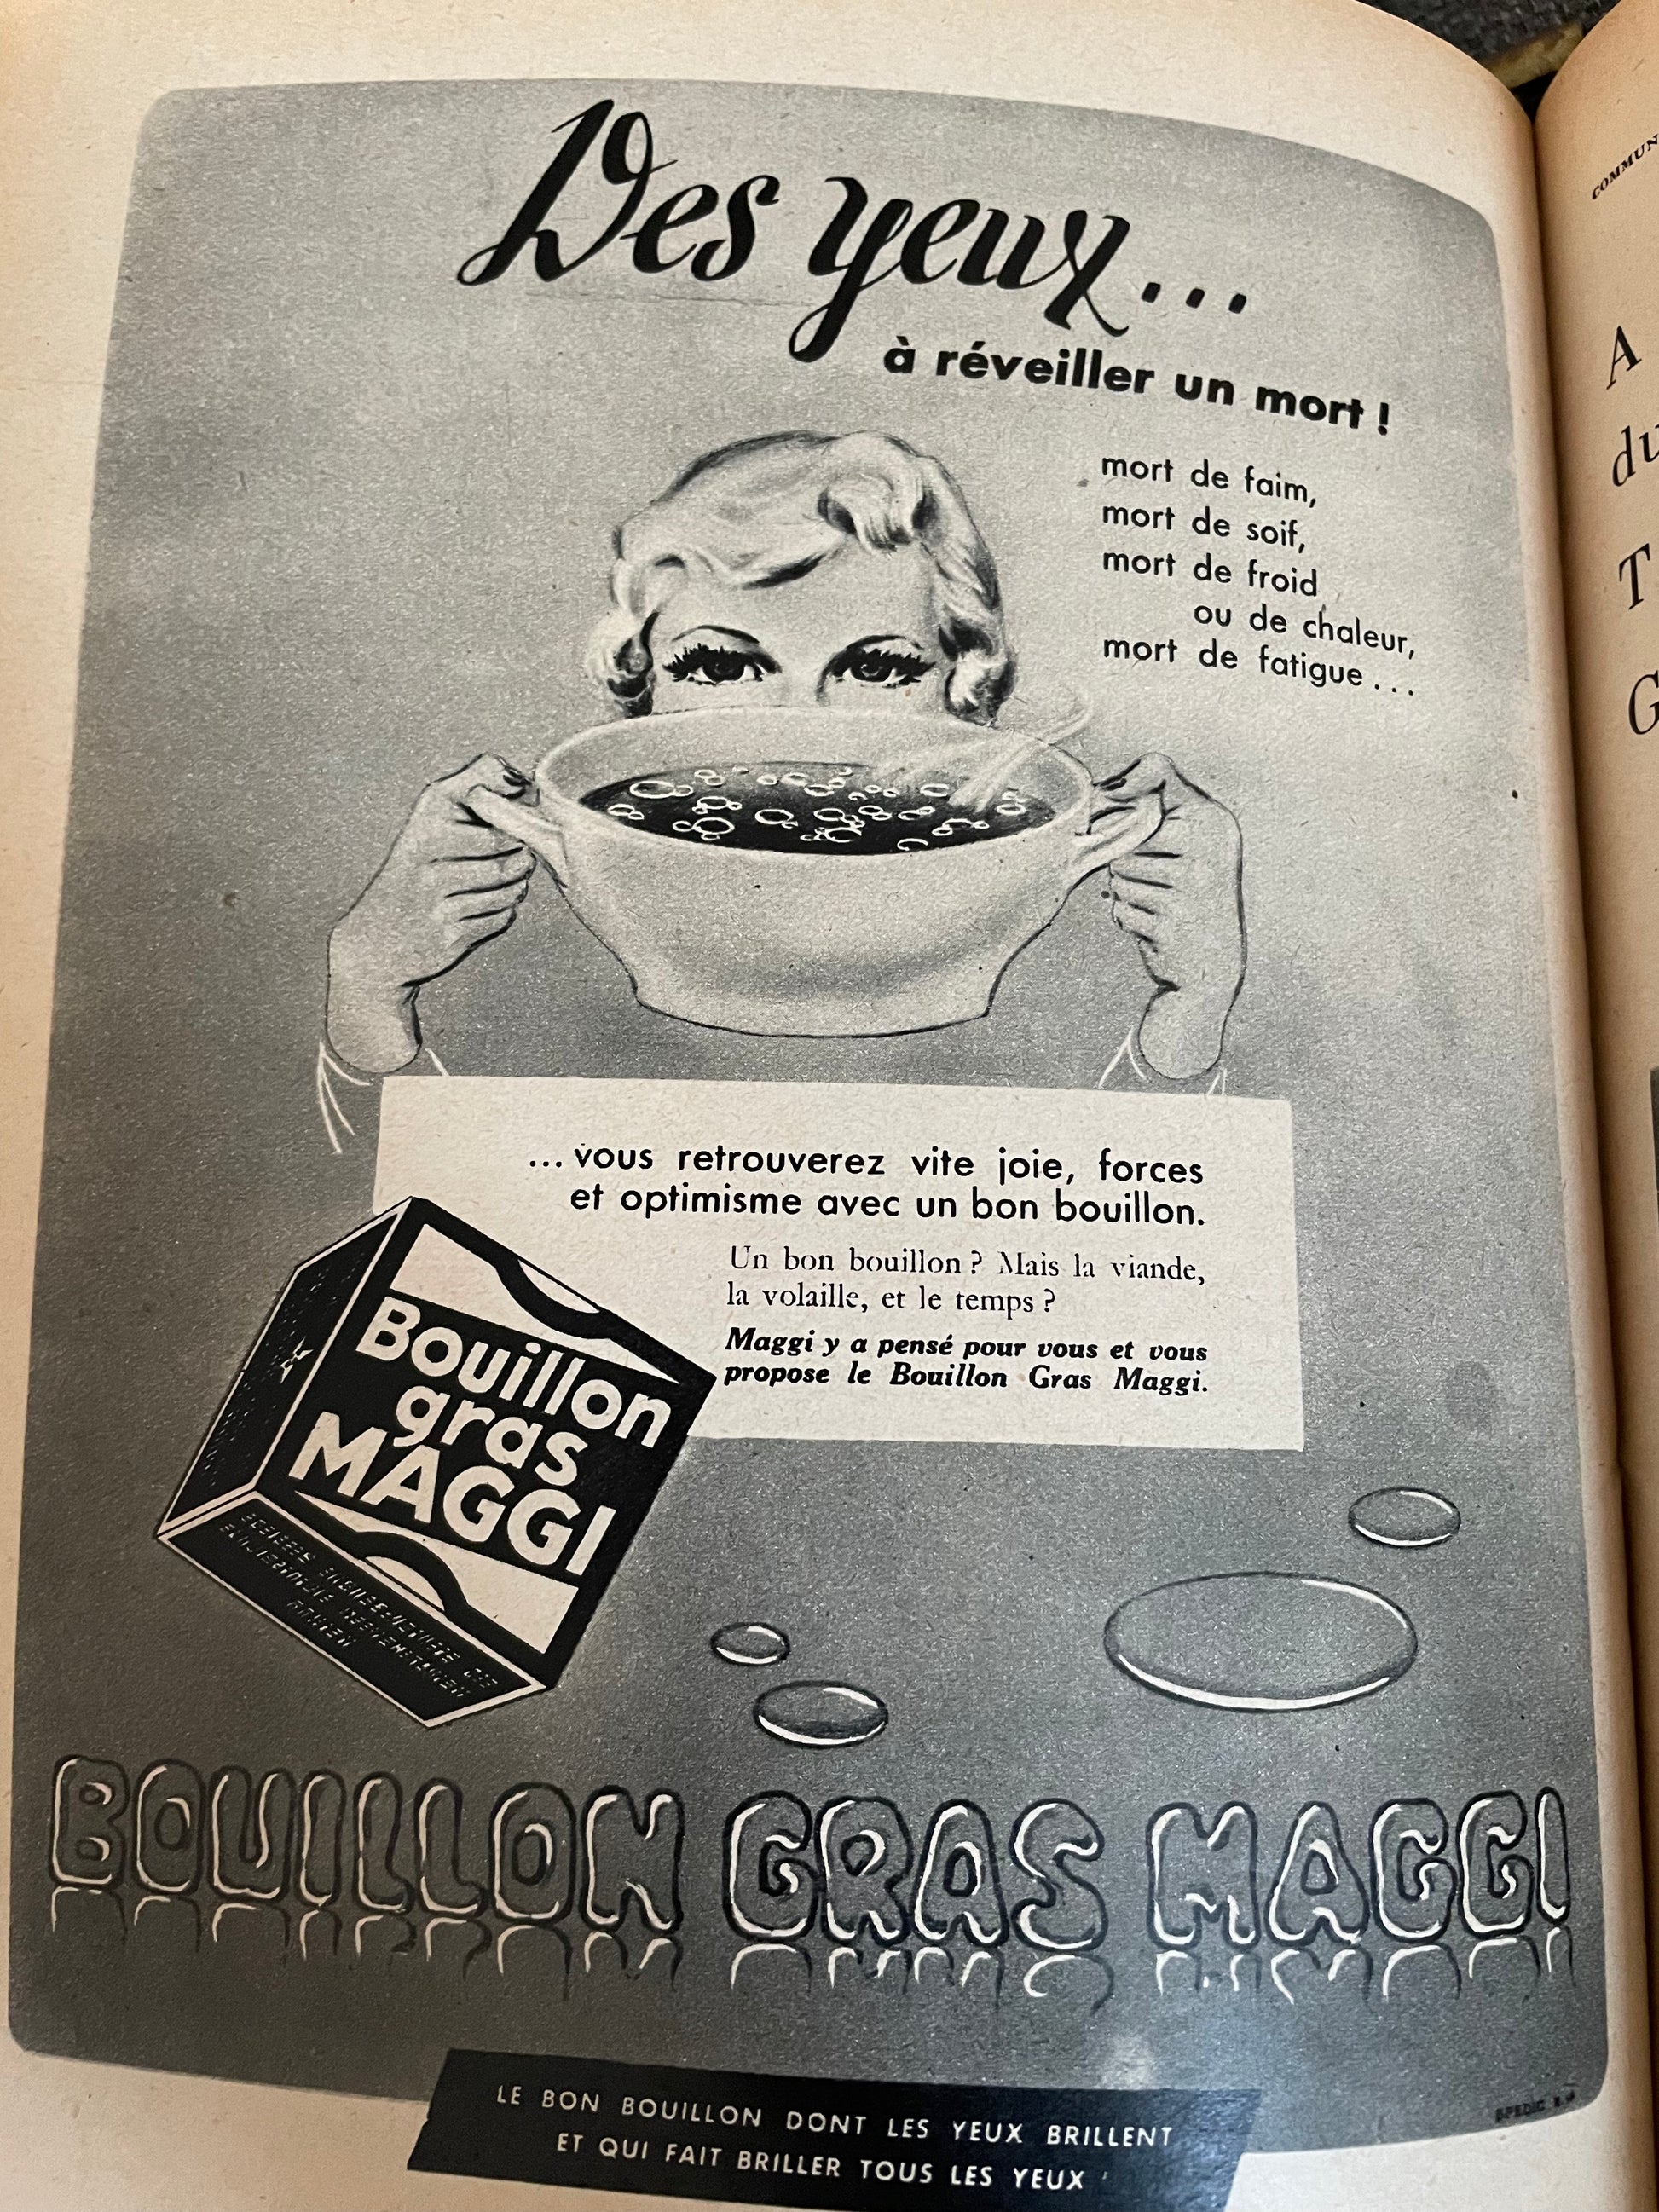 Des yeux...
à réveiller un mort !
mort de faim,
mort de soif,
mort de froid
ou de chaleur,
mort de fatigue...
... vous retrouverez vite joie, forces
et optimisme avec un bon bouillon.
Un bon bouillon ? Mais la viande,
la volaille, et le temps ?
Maggi y a pensé pour vous et vous
propose le Bouillon Gras Maggi.
Bouillon
gras
MAGGI
BOUILLON GRAS MAGGI
LE BON BOUILLON DONT LES YEUX BRILLENT
ET QUI FAIT BRILLER TOUS LES YEUX
A
du
T
G